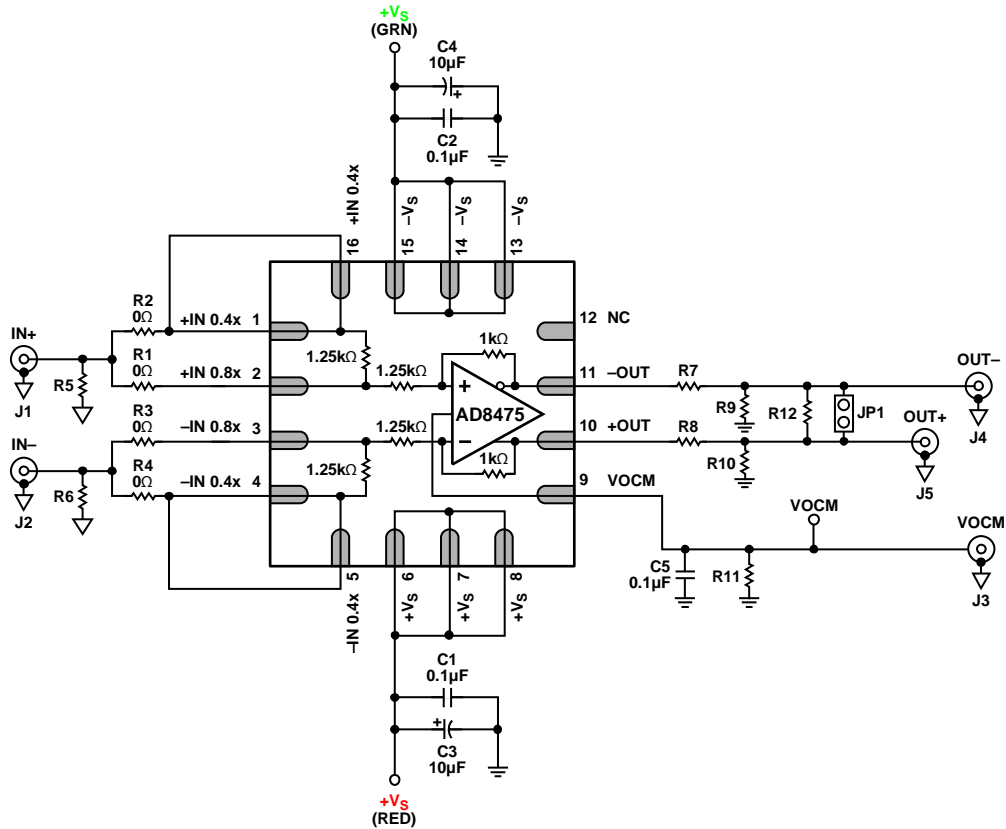 +VS
(GRN)
C4
10µF
+
C2
0.1µF
+IN 0.4x
–VS
–VS
–VS
16
15
14
13
R2
0Ω
+IN 0.4x 1
12 NC
IN+
1.25kΩ
1kΩ
R1
0Ω
1.25kΩ
OUT–
+IN 0.8x 2
11 –OUT
R7
R5
+
J1
R9
R12
JP1
J4
AD8475
OUT+
IN–
R3
0Ω
–IN 0.8x 3
–
10 +OUT
R8
1.25kΩ
1kΩ
R10
J5
R4
0Ω
–IN 0.4x 4
9 VOCM
R6
J2
VOCM
VOCM
5
6
7
8
C5
0.1µF
R11
J3
–IN 0.4x
+VS
+VS
+VS
C1
0.1µF
+
C3
10µF
+VS
(RED)